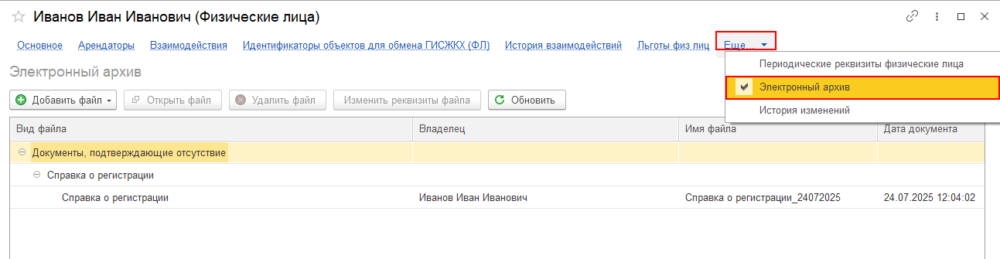 Иванов Иван Иванович (Физические лица)
Основное Арендаторы Взаимодействия Идентификаторы объектов для обмена ГИСЖКХ (ФЛ) История взаимодействий Льготы физ лиц Еще...
Периодические реквизиты физические лица
Электронный архив
История изменений
Электронный архив
Добавить файл Открыть файл Удалить файл Изменить реквизиты файла Обновить
Вид файла Владелец Имя файла Дата документа
Документы, подтверждающие отсутствие
Справка о регистрации
Справка о регистрации Иванов Иван Иванович Справка о регистрации_24072025 24.07.2025 12:04:02